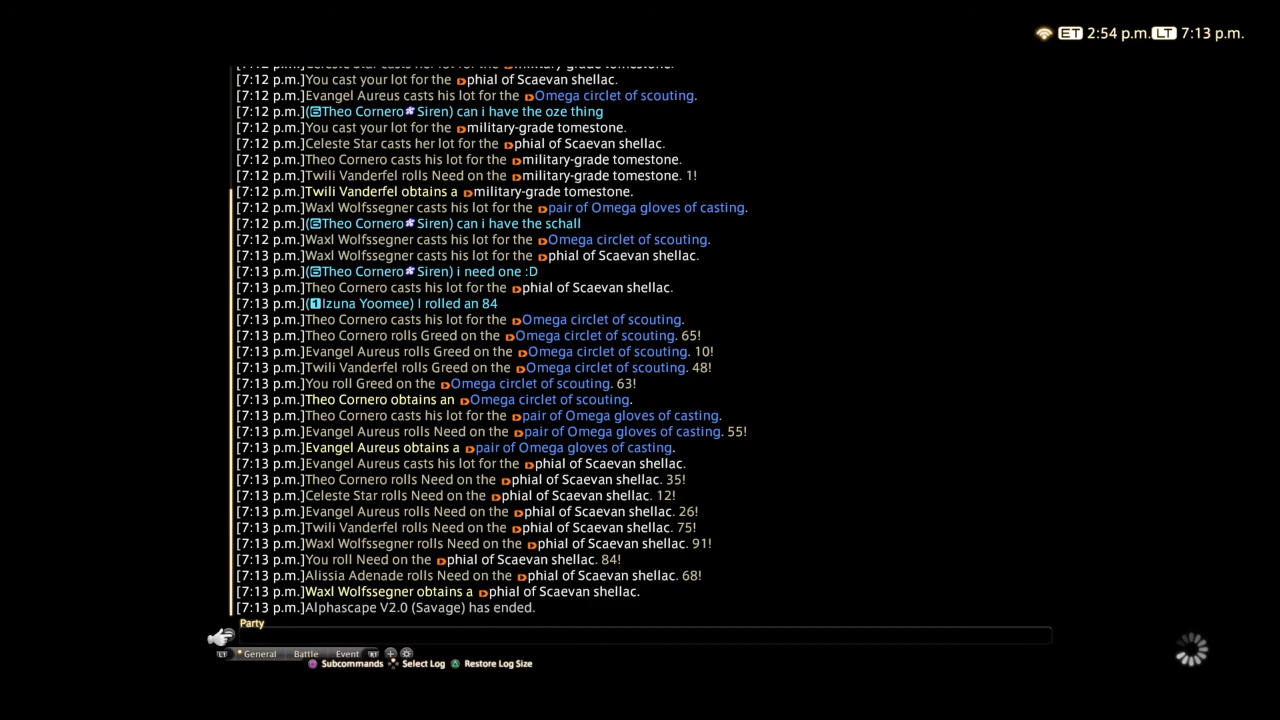 ET 2:54 p.m. LT 7:13 p.m.
[7:12 p.m.]You cast your lot for the phial of Scaevan shellac.
[7:12 p.m.]Evangel Aureus casts his lot for the Omega circlet of scouting.
[7:12 p.m.](6Theo Cornero Siren) can i have the oze thing
[7:12 p.m.]You cast your lot for the military-grade tomestone.
[7:12 p.m.]Celeste Star casts her lot for the phial of Scaevan shellac.
[7:12 p.m.]Theo Cornero casts his lot for the military-grade tomestone.
[7:12 p.m.]Twili Vanderfel rolls Need on the military-grade tomestone. 1!
[7:12 p.m.]Twili Vanderfel obtains a military-grade tomestone.
[7:12 p.m.]Waxl Wolfssegner casts his lot for the pair of Omega gloves of casting.
[7:12 p.m.](6Theo Cornero Siren) can i have the schall
[7:12 p.m.]Waxl Wolfssegner casts his lot for the Omega circlet of scouting.
[7:13 p.m.]Waxl Wolfssegner casts his lot for the phial of Scaevan shellac.
[7:13 p.m.](6Theo Cornero Siren) i need one :D
[7:13 p.m.]Theo Cornero casts his lot for the phial of Scaevan shellac.
[7:13 p.m.](1Izuna Yoomee) I rolled an 84
[7:13 p.m.]Theo Cornero casts his lot for the Omega circlet of scouting.
[7:13 p.m.]Theo Cornero rolls Greed on the Omega circlet of scouting. 65!
[7:13 p.m.]Evangel Aureus rolls Greed on the Omega circlet of scouting. 10!
[7:13 p.m.]Twili Vanderfel rolls Greed on the Omega circlet of scouting. 48!
[7:13 p.m.]You roll Greed on the Omega circlet of scouting. 63!
[7:13 p.m.]Theo Cornero obtains an Omega circlet of scouting.
[7:13 p.m.]Theo Cornero casts his lot for the pair of Omega gloves of casting.
[7:13 p.m.]Evangel Aureus rolls Need on the pair of Omega gloves of casting. 55!
[7:13 p.m.]Evangel Aureus obtains a pair of Omega gloves of casting.
[7:13 p.m.]Evangel Aureus casts his lot for the phial of Scaevan shellac.
[7:13 p.m.]Theo Cornero rolls Need on the phial of Scaevan shellac. 35!
[7:13 p.m.]Celeste Star rolls Need on the phial of Scaevan shellac. 12!
[7:13 p.m.]Evangel Aureus rolls Need on the phial of Scaevan shellac. 26!
[7:13 p.m.]Twili Vanderfel rolls Need on the phial of Scaevan shellac. 75!
[7:13 p.m.]Waxl Wolfssegner rolls Need on the phial of Scaevan shellac. 91!
[7:13 p.m.]You roll Need on the phial of Scaevan shellac. 84!
[7:13 p.m.]Alissia Adenade rolls Need on the phial of Scaevan shellac. 68!
[7:13 p.m.]Waxl Wolfssegner obtains a phial of Scaevan shellac.
[7:13 p.m.]Alphascape V2.0 (Savage) has ended.
Party
LT General Battle Event RT
Subcommands Select Log Restore Log Size